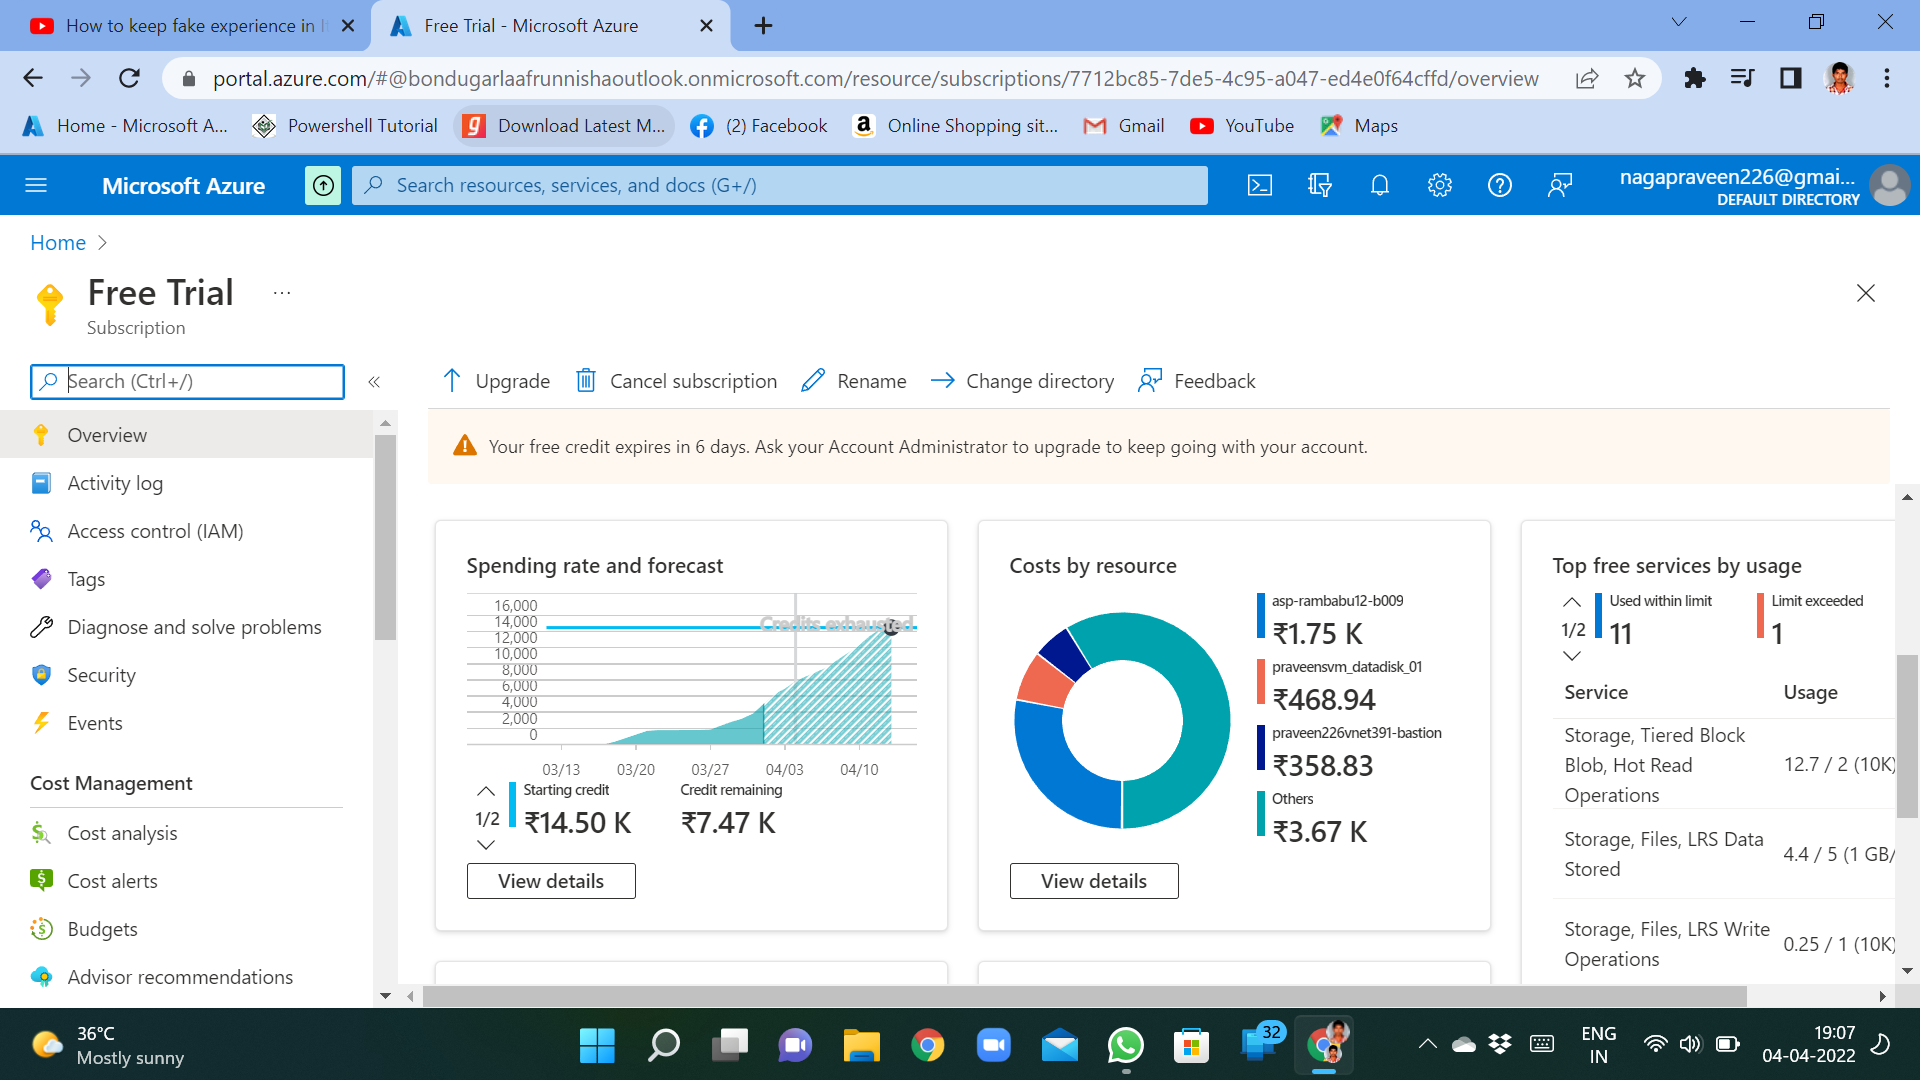 How to keep fake experience in I
Free Trial - Microsoft Azure
portal.azure.com/#@bondugarlaafrunnishaoutlook.onmicrosoft.com/resource/subscriptions/7712bc85-7de5-4c95-a047-ed4e0f64cffd/overview
Home - Microsoft A...
Powershell Tutorial
Download Latest M...
(2) Facebook
Online Shopping sit...
Gmail
YouTube
Maps
Microsoft Azure
Search resources, services, and docs (G+/)
nagapraveen226@gmai...
DEFAULT DIRECTORY
Home
Free Trial
...
Subscription
Search (Ctrl+/)
Upgrade
Cancel subscription
Rename
Change directory
Feedback
Your free credit expires in 6 days. Ask your Account Administrator to upgrade to keep going with your account.
Overview
Activity log
Access control (IAM)
Tags
Diagnose and solve problems
Security
Events
Cost Management
Cost analysis
Cost alerts
Budgets
Advisor recommendations
Spending rate and forecast
16,000
14,000
12,000
10,000
8,000
6,000
4,000
2,000
0
Credits exhausted
03/13
03/20
03/27
04/03
04/10
1/2
Starting credit
₹14.50 K
Credit remaining
₹7.47 K
View details
Costs by resource
asp-rambabu12-b009
₹1.75 K
praveensvm_datadisk_01
₹468.94
praveen226vnet391-bastion
₹358.83
Others
₹3.67 K
View details
Top free services by usage
1/2
Used within limit
11
Limit exceeded
1
Service
Usage
Storage, Tiered Block
Blob, Hot Read
Operations
12.7 / 2 (10K)
Storage, Files, LRS Data
Stored
4.4 / 5 (1 GB/
Storage, Files, LRS Write
Operations
0.25 / 1 (10K)
36°C
Mostly sunny
32
ENG
IN
19:07
04-04-2022